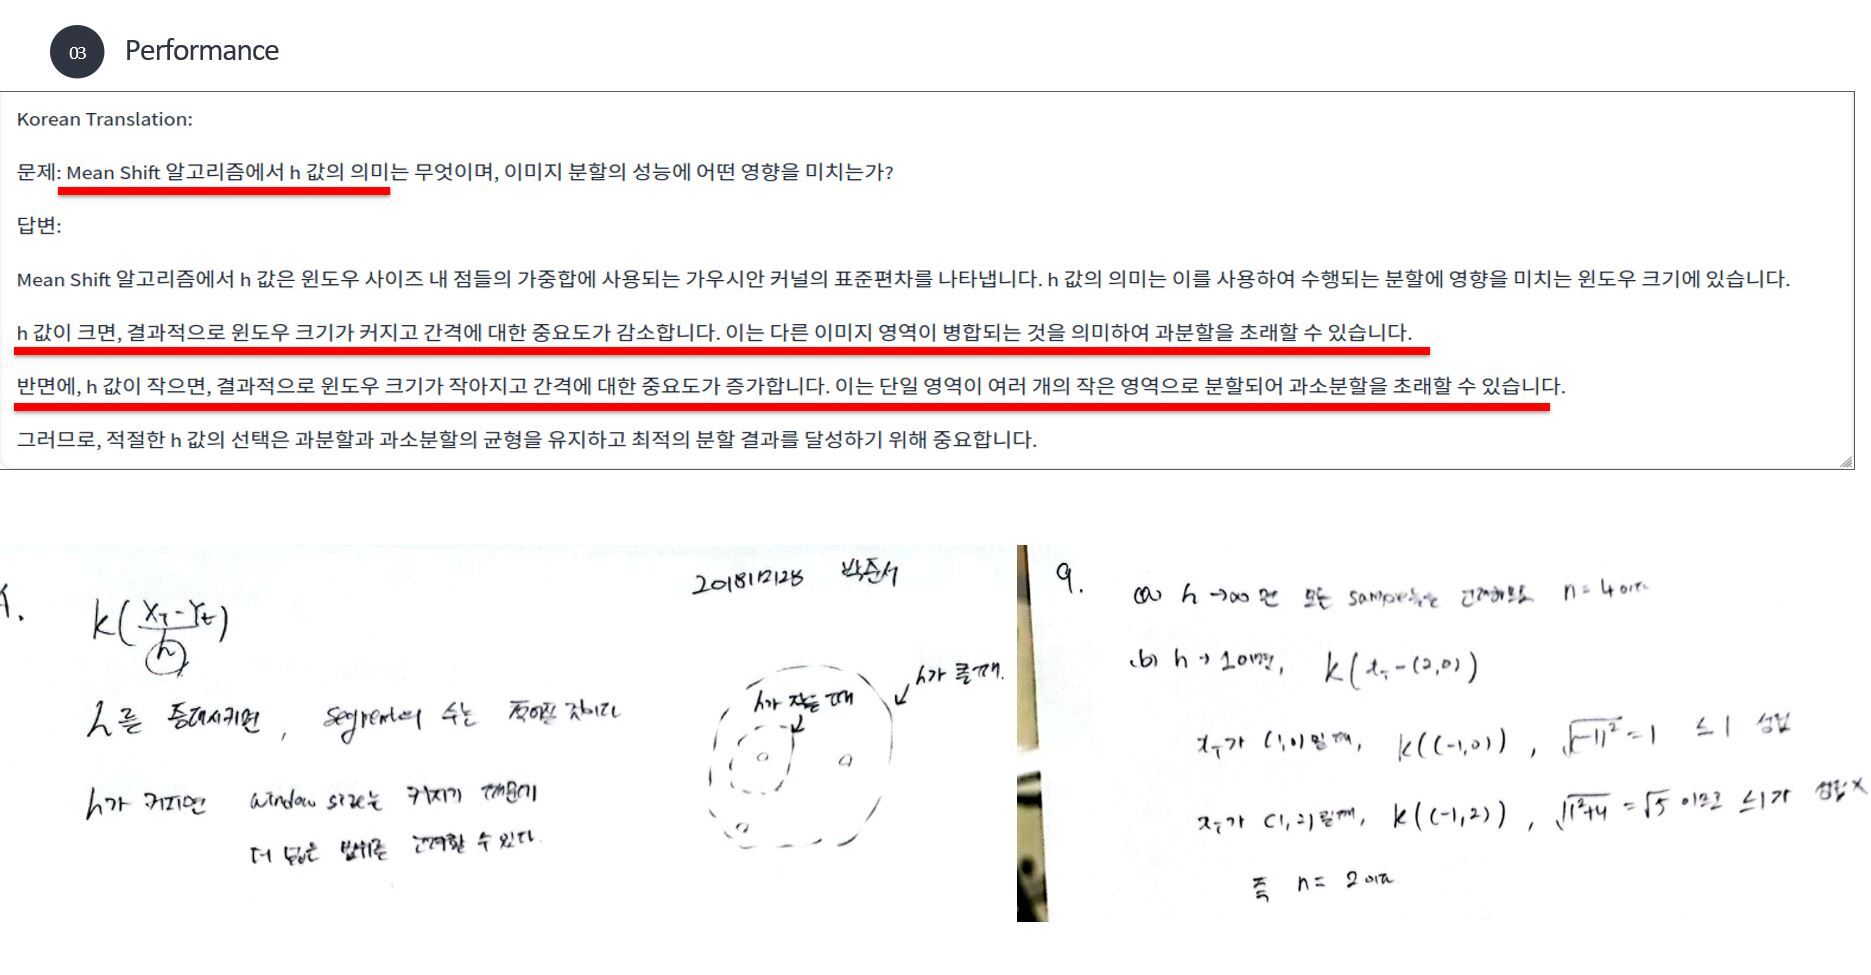 03 Performance
Korean Translation:
문제: Mean Shift 알고리즘에서 h 값의 의미는 무엇이며, 이미지 분할의 성능에 어떤 영향을 미치는가?
답변:
Mean Shift 알고리즘에서 h 값은 윈도우 사이즈 내 점들의 가중합에 사용되는 가우시안 커널의 표준편차를 나타냅니다. h 값의 의미는 이를 사용하여 수행되는 분할에 영향을 미치는 윈도우 크기에 있습니다.
h 값이 크면, 결과적으로 윈도우 크기가 커지고 간격에 대한 중요도가 감소합니다. 이는 다른 이미지 영역이 병합되는 것을 의미하여 과분할을 초래할 수 있습니다.
반면에, h 값이 작으면, 결과적으로 윈도우 크기가 작아지고 간격에 대한 중요도가 증가합니다. 이는 단일 영역이 여러 개의 작은 영역으로 분할되어 과소분할을 초래할 수 있습니다.
그러므로, 적절한 h 값의 선택은 과분할과 과소분할의 균형을 유지하고 최적의 분할 결과를 달성하기 위해 중요합니다.
박준서
k(
h
h를 증대시키면, segment의 수는 적어질 것이다
h가 커지면 window size는 커지기 때문에
더 넓은 범위를 고려할 수 있다.
h가 클때.
h가 작을 때
9.
(a) h→∞면 모든 sample들을 고려하므로 n=4이다
(b) h→1이면, k(x_T-(2,0))
x_T가 (1,0)일 때, k((-1,0)), √(-1)²=1 ≤1 성립
x_T가 (1,2)일때, k((-1,2)), √1²+4=√5 이므로 ≤1가 성립x
즉 n=2이다